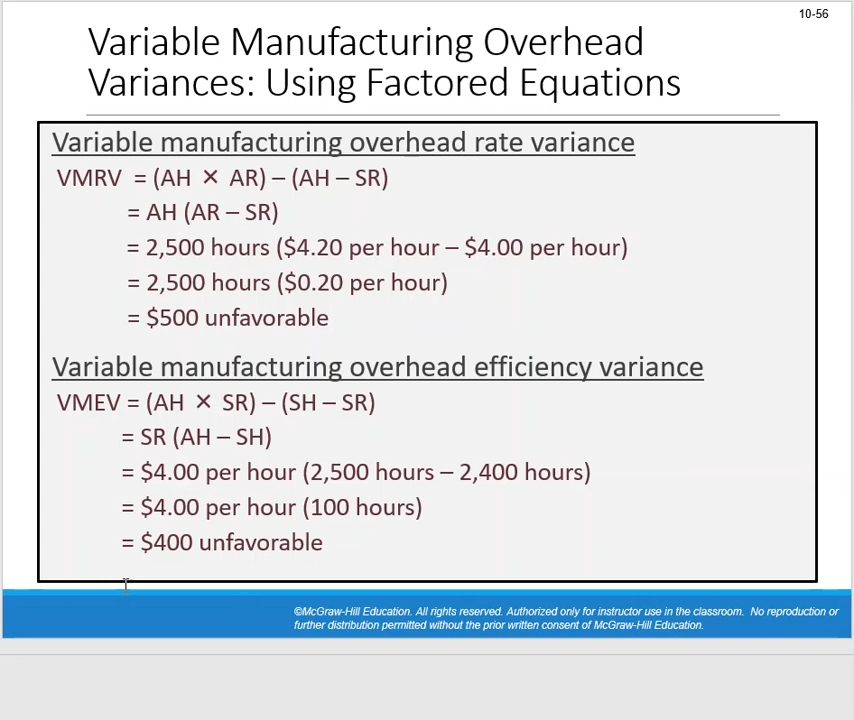 10-56
Variable Manufacturing Overhead
Variances: Using Factored Equations
Variable manufacturing overhead rate variance
VMRV = (AH × AR) – (AH – SR)
= AH (AR – SR)
= 2,500 hours ($4.20 per hour – $4.00 per hour)
= 2,500 hours ($0.20 per hour)
= $500 unfavorable
Variable manufacturing overhead efficiency variance
VMEV = (AH × SR) – (SH – SR)
= SR (AH – SH)
= $4.00 per hour (2,500 hours – 2,400 hours)
= $4.00 per hour (100 hours)
= $400 unfavorable
©McGraw-Hill Education. All rights reserved. Authorized only for instructor use in the classroom. No reproduction or
further distribution permitted without the prior written consent of McGraw-Hill Education.